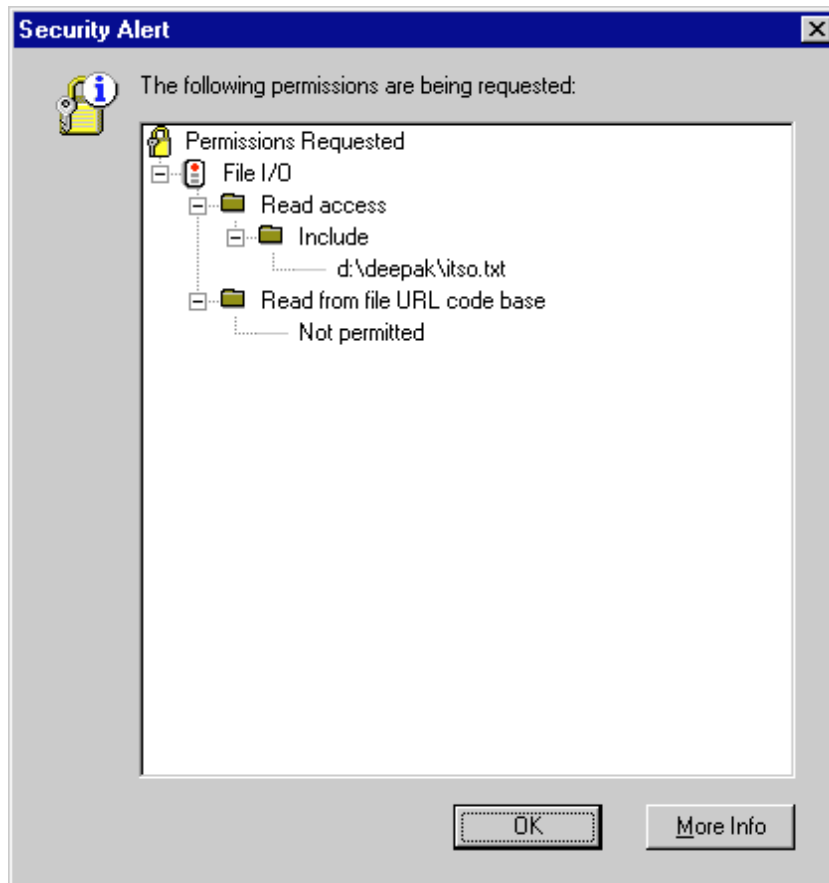 Security Alert
The following permissions are being requested:
Permissions Requested
File I/O
Read access
Include
d:\deepak\itso.txt
Read from file URL code base
Not permitted
OK
More Info